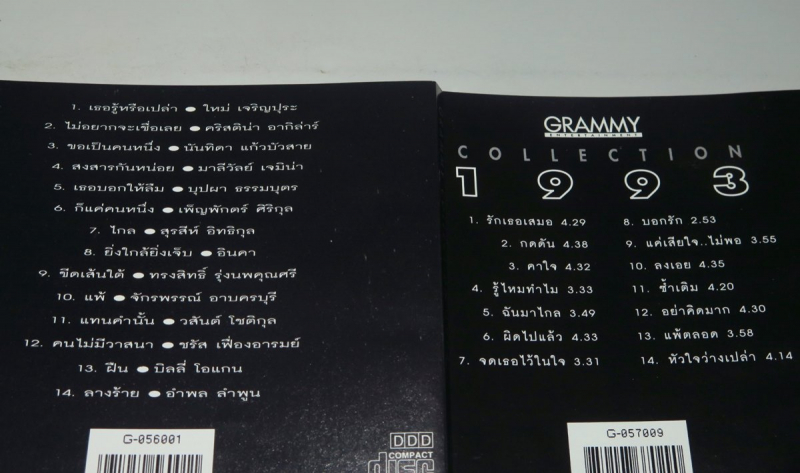 1. เธอรู้หรือเปล่า ● ใหม่ เจริญปุระ
2. ไม่อยากจะเชื่อเลย ● คริสติน่า อากีล่าร์
3. ขอเป็นคนหนึ่ง ● นันทิดา แก้วบัวสาย
4. สงสารกันหน่อย ● มาลีวัลย์ เจมิน่า
5. เธอบอกให้ลืม ● บุปผา ธรรมบุตร
6. ก็แค่คนหนึ่ง ● เพ็ญพักตร์ ศิริกุล
7. ไกล ● สุรสีห์ อิทธิกุล
8. ยิ่งใกล้ยิ่งเจ็บ ● อินคา
9. ขีดเส้นใต้ ● ทรงสิทธิ์ รุ่งนพคุณศรี
10. แพ้ ● จักรพรรณ์ อาบครบุรี
11. แทนคำนั้น ● วสันต์ โชติกุล
12. คนไม่มีวาสนา ● ชรัส เฟื่องอารมย์
13. ฝืน ● บิลลี่ โอแกน
14. ลางร้าย ● อำพล ลำพูน
G-056001
DDD
COMPACT
disc
GRAMMY
ENTERTAINMENT
COLLECTION
1993
1. รักเธอเสมอ 4.29
2. กดดัน 4.38
3. คาใจ 4.32
4. รู้ไหมทำไม 3.33
5. ฉันมาไกล 3.49
6. ผิดไปแล้ว 4.33
7. จดเธอไว้ในใจ 3.31
8. บอกรัก 2.53
9. แค่เสียใจ..ไม่พอ 3.55
10. ลงเอย 4.35
11. ซ้ำเติม 4.20
12. อย่าคิดมาก 4.30
13. แพ้ตลอด 3.58
14. หัวใจว่างเปล่า 4.14
G-057009